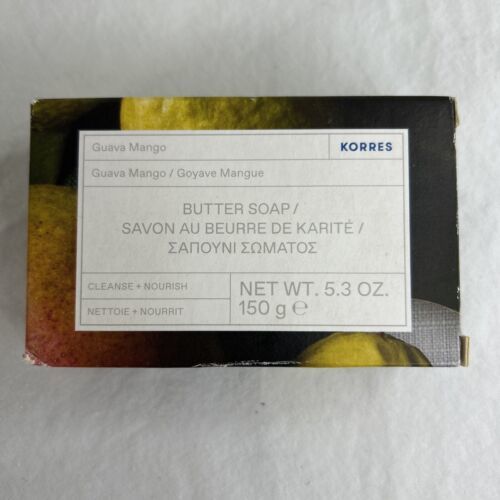 Guava Mango
KORRES
Guava Mango / Goyave Mangue
BUTTER SOAP /
SAVON AU BEURRE DE KARITÉ /
ΣΑΠΟΥΝΙ ΣΩΜΑΤΟΣ
CLEANSE + NOURISH
NETTOIE + NOURRIT
NET WT. 5.3 OZ.
150 g ℮